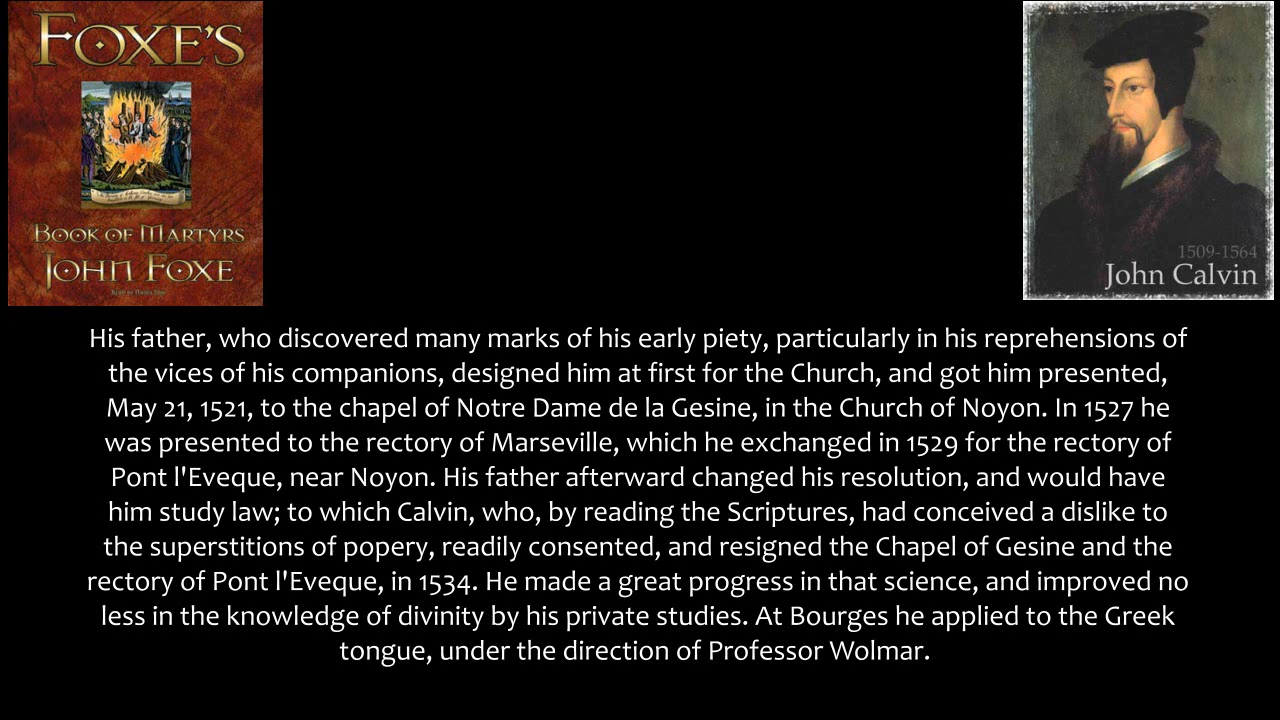 FOXE'S
BOOK OF MARTYRS
JOHN FOXE
1509-1564
John Calvin
His father, who discovered many marks of his early piety, particularly in his reprehensions of
the vices of his companions, designed him at first for the Church, and got him presented,
May 21, 1521, to the chapel of Notre Dame de la Gesine, in the Church of Noyon. In 1527 he
was presented to the rectory of Marseville, which he exchanged in 1529 for the rectory of
Pont l'Eveque, near Noyon. His father afterward changed his resolution, and would have
him study law; to which Calvin, who, by reading the Scriptures, had conceived a dislike to
the superstitions of popery, readily consented, and resigned the Chapel of Gesine and the
rectory of Pont l'Eveque, in 1534. He made a great progress in that science, and improved no
less in the knowledge of divinity by his private studies. At Bourges he applied to the Greek
tongue, under the direction of Professor Wolmar.